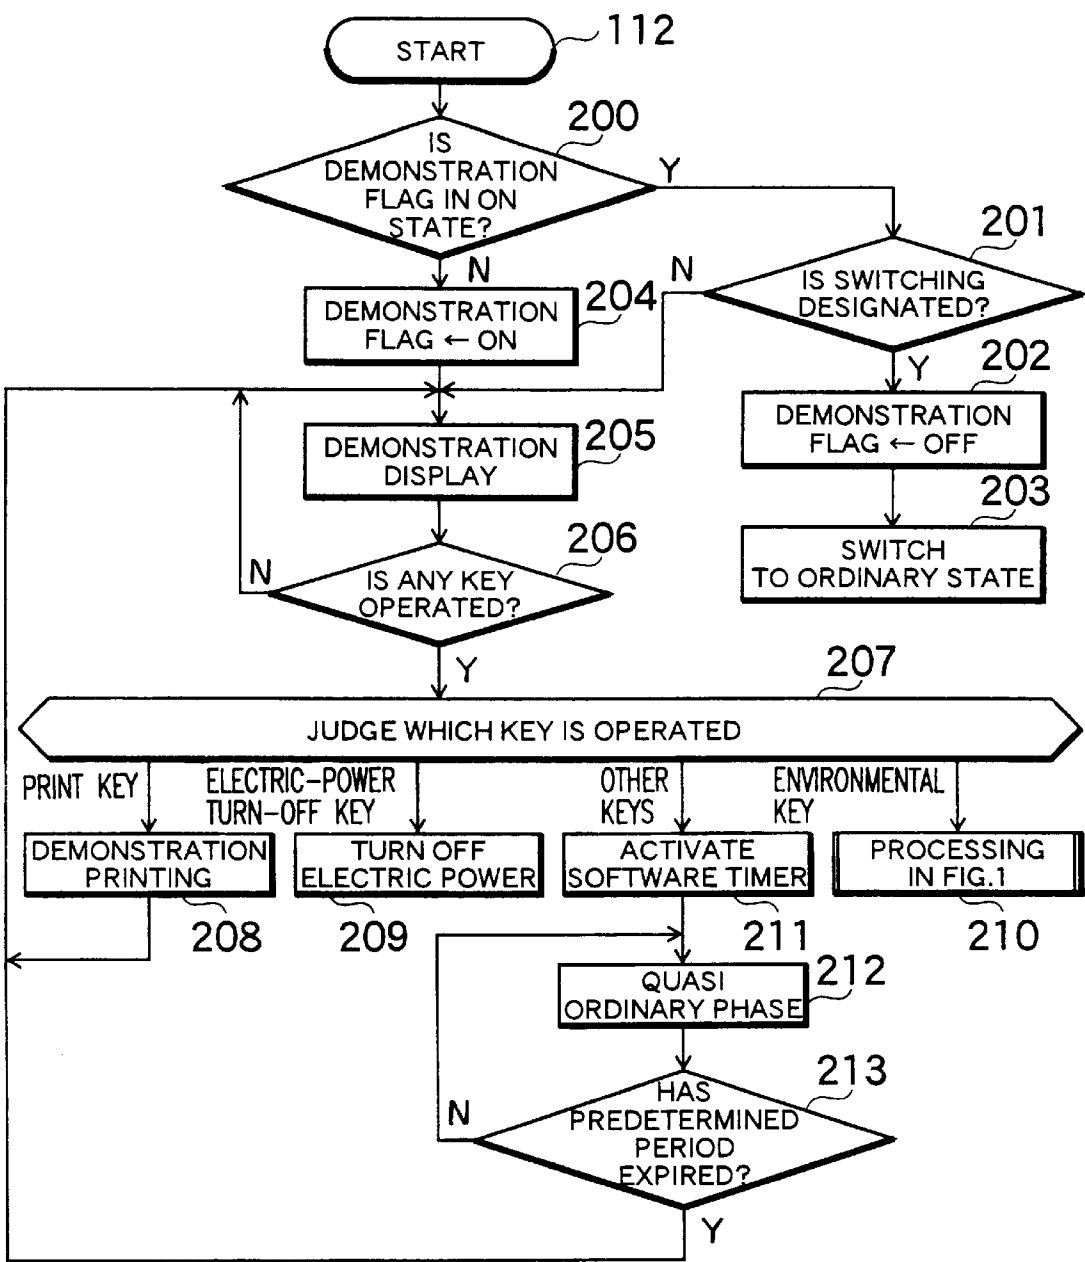 START
112
200
IS
DEMONSTRATION
FLAG IN ON
STATE?
Y
N
201
IS SWITCHING
DESIGNATED?
N
Y
204
DEMONSTRATION
FLAG ← ON
202
DEMONSTRATION
FLAG ← OFF
205
DEMONSTRATION
DISPLAY
203
SWITCH
TO ORDINARY STATE
206
IS ANY KEY
OPERATED?
N
Y
207
JUDGE WHICH KEY IS OPERATED
PRINT KEY
ELECTRIC-POWER
TURN-OFF KEY
OTHER
KEYS
ENVIRONMENTAL
KEY
DEMONSTRATION
PRINTING
208
TURN OFF
ELECTRIC POWER
209
ACTIVATE
SOFTWARE TIMER
211
PROCESSING
IN FIG.1
210
QUASI
ORDINARY PHASE
212
213
HAS
PREDETERMINED
PERIOD
EXPIRED?
N
Y